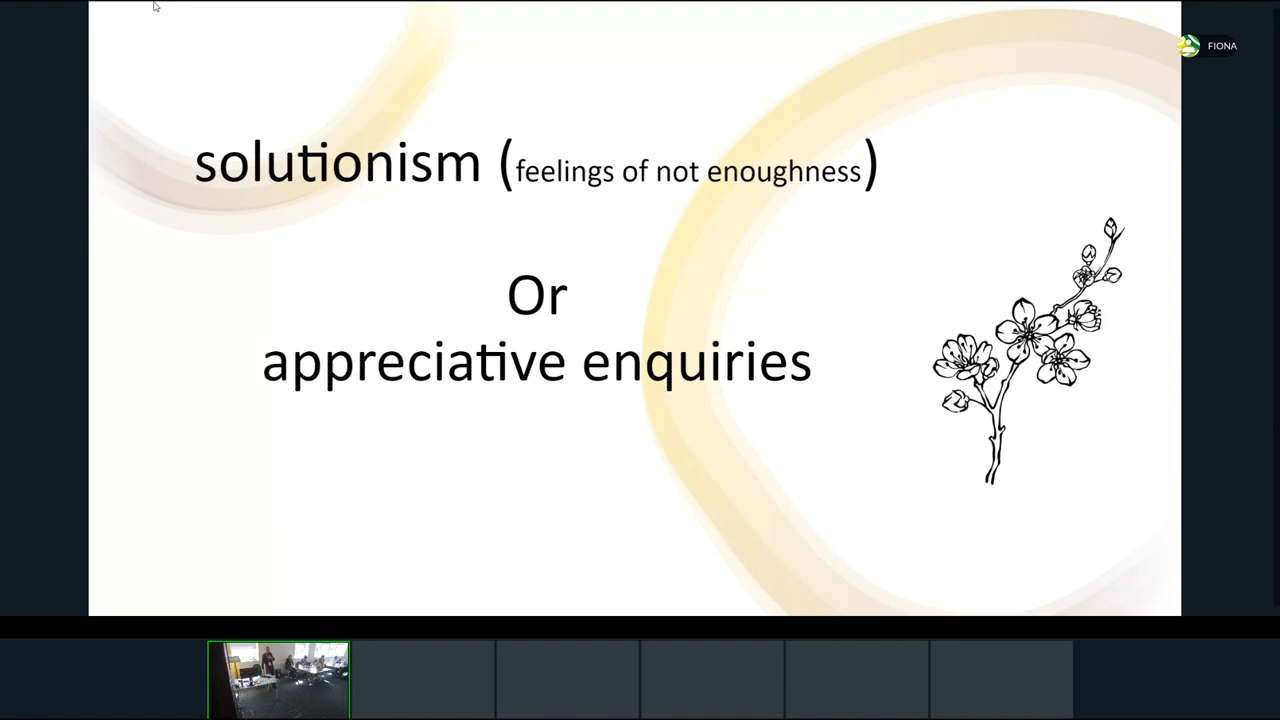 FIONA
solutionism (feelings of not enoughness)
Or
appreciative enquiries